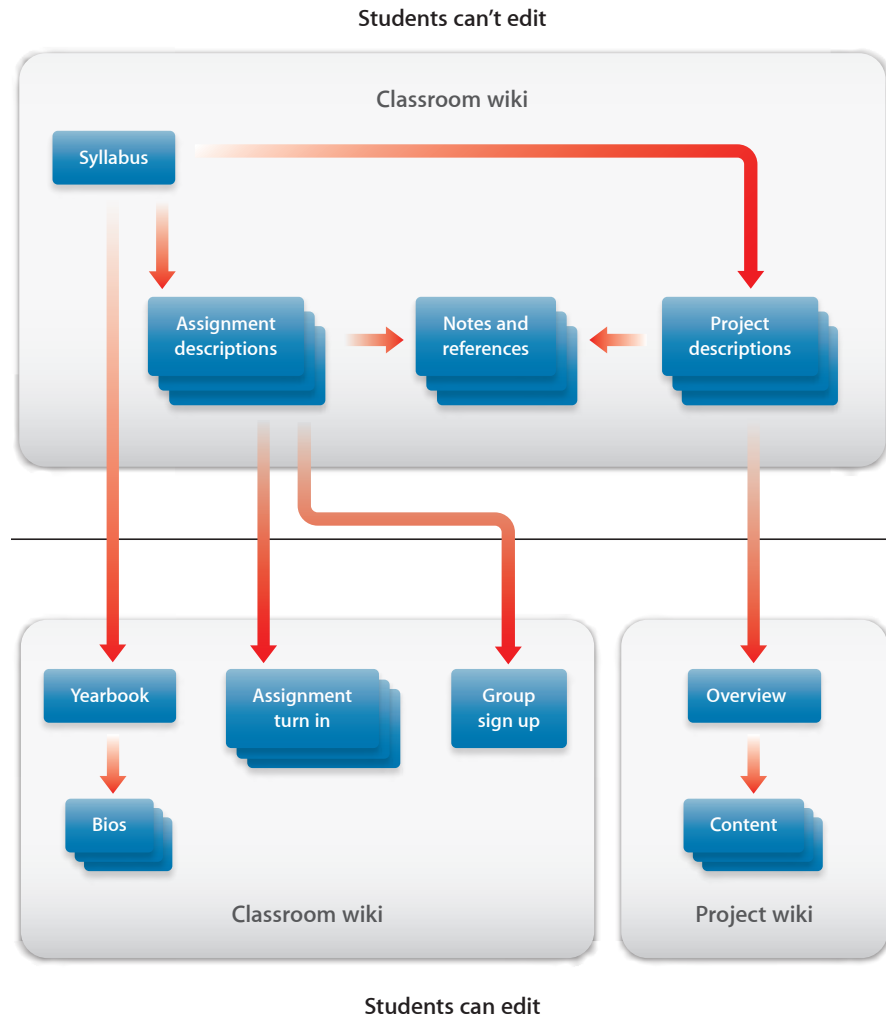 Students can’t edit
Classroom wiki
Syllabus
Assignment
descriptions
Notes and
references
Project
descriptions
Yearbook
Assignment
turn in
Group
sign up
Overview
Bios
Content
Classroom wiki
Project wiki
Students can edit